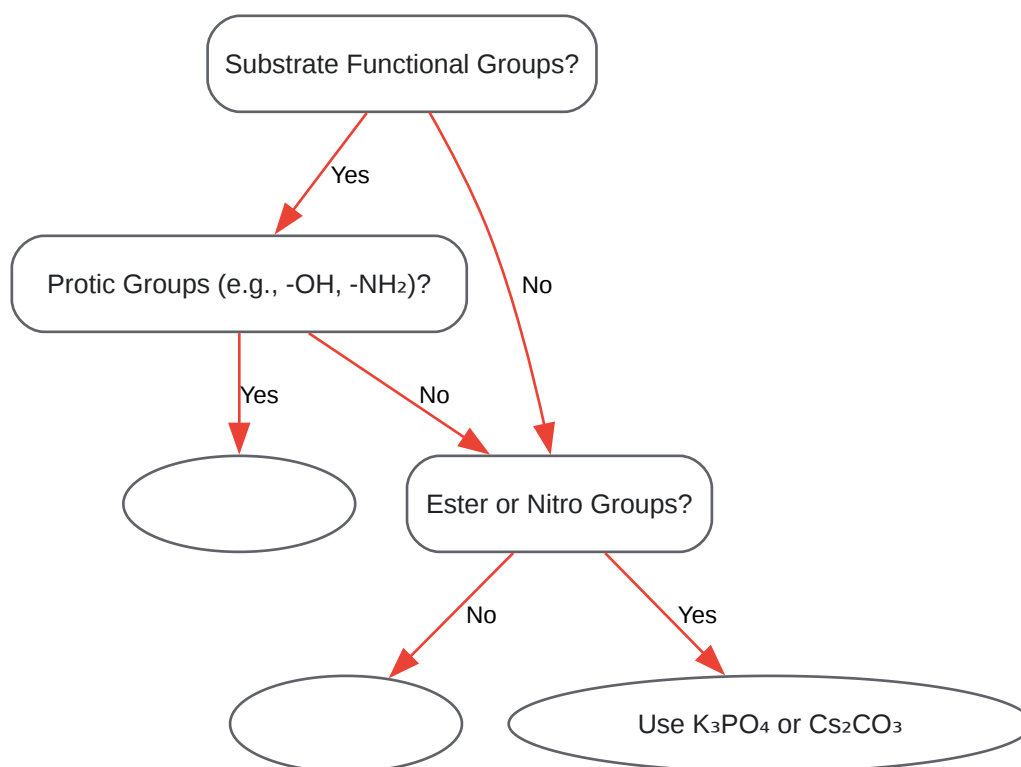 Substrate Functional Groups?
Yes
Protic Groups (e.g., -OH, -NH₂)?
No
Yes
No
Ester or Nitro Groups?
No
Yes
Use K₃PO₄ or Cs₂CO₃